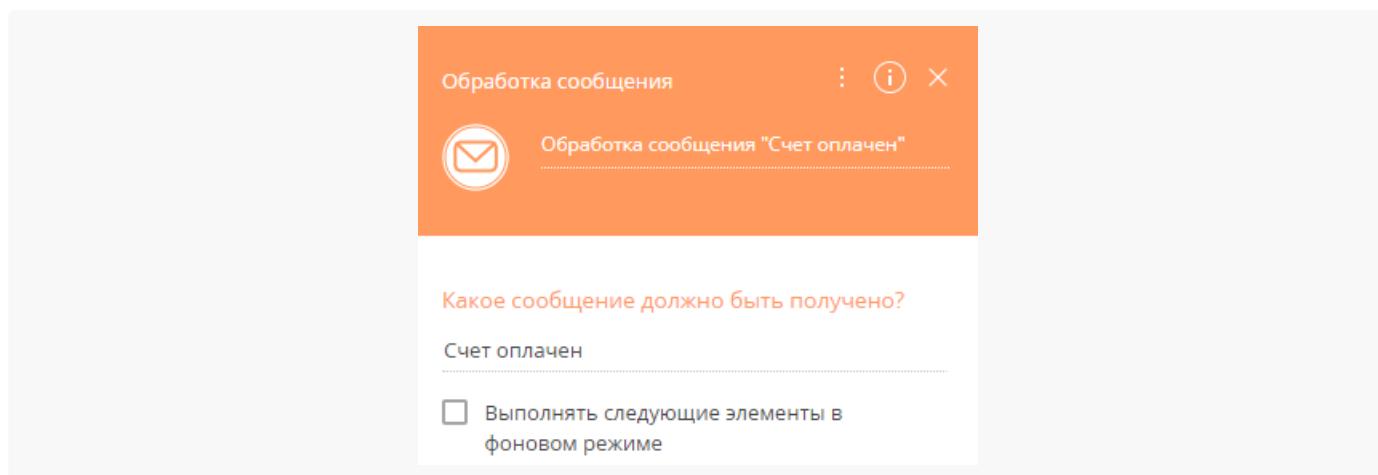 Обработка сообщения
Обработка сообщения "Счет оплачен"
Какое сообщение должно быть получено?
Счет оплачен
Выполнять следующие элементы в
фоновом режиме